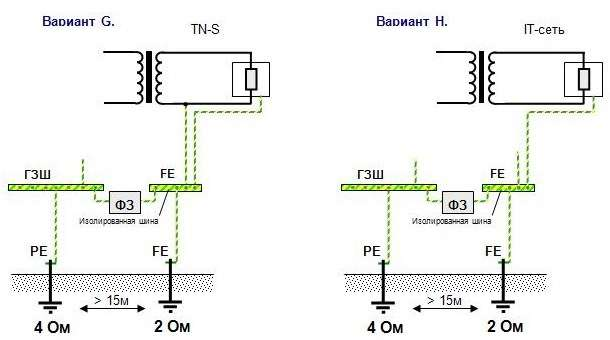 Вариант G.
TN-S
ГЗШ
FE
ФЗ
Изолированная шина
PE
FE
> 15м
4 Ом
2 Ом
Вариант H.
IT-сеть
ГЗШ
FE
ФЗ
Изолированная шина
PE
FE
> 15м
4 Ом
2 Ом